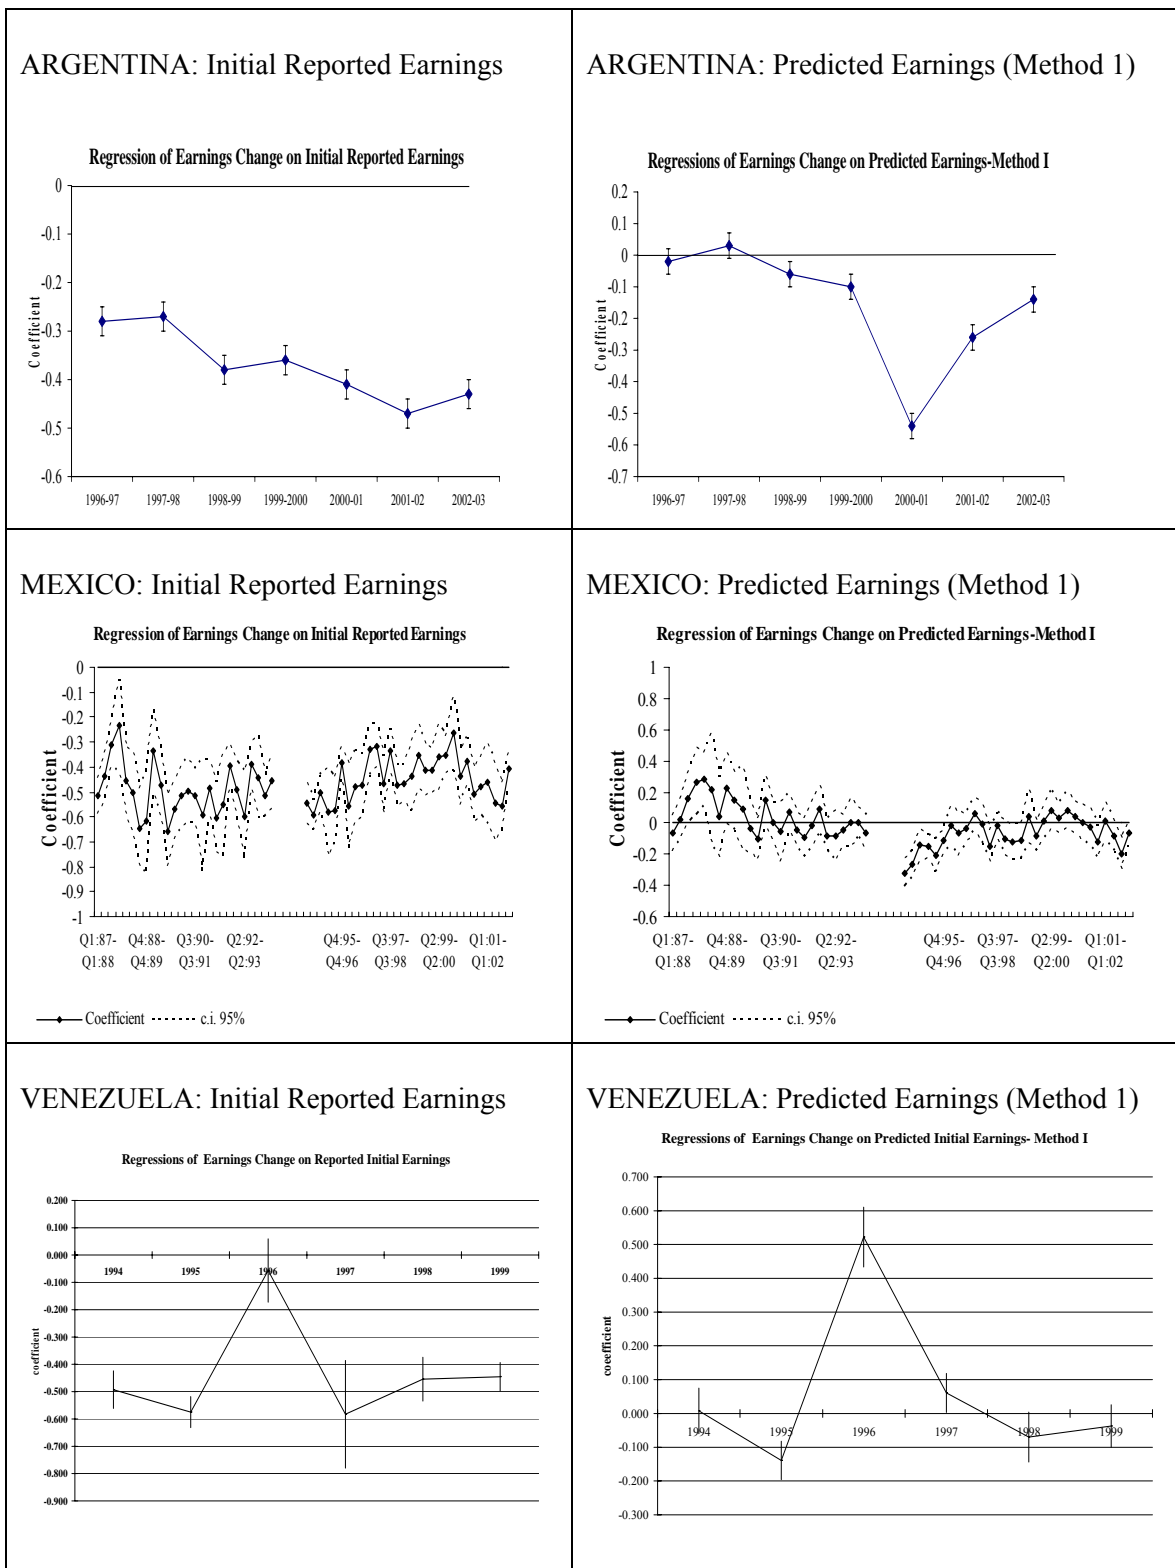 ARGENTINA: Initial Reported Earnings
Regression of Earnings Change on Initial Reported Earnings
0
-0.1
-0.2
-0.3
-0.4
-0.5
-0.6
Coefficient
1996-97 1997-98 1998-99 1999-2000 2000-01 2001-02 2002-03
ARGENTINA: Predicted Earnings (Method 1)
Regressions of Earnings Change on Predicted Earnings-Method I
0.2
0.1
0
-0.1
-0.2
-0.3
-0.4
-0.5
-0.6
-0.7
Coefficient
1996-97 1997-98 1998-99 1999-2000 2000-01 2001-02 2002-03
MEXICO: Initial Reported Earnings
Regression of Earnings Change on Initial Reported Earnings
0
-0.1
-0.2
-0.3
-0.4
-0.5
-0.6
-0.7
-0.8
-0.9
-1
Coefficient
Q1:87- Q4:88- Q3:90- Q2:92- Q4:95- Q3:97- Q2:99- Q1:01-
Q1:88 Q4:89 Q3:91 Q2:93 Q4:96 Q3:98 Q2:00 Q1:02
Coefficient c.i. 95%
MEXICO: Predicted Earnings (Method 1)
Regression of Earnings Change on Predicted Earnings-Method I
1
0.8
0.6
0.4
0.2
0
-0.2
-0.4
-0.6
Coefficient
Q1:87- Q4:88- Q3:90- Q2:92- Q4:95- Q3:97- Q2:99- Q1:01-
Q1:88 Q4:89 Q3:91 Q2:93 Q4:96 Q3:98 Q2:00 Q1:02
Coefficient c.i. 95%
VENEZUELA: Initial Reported Earnings
Regressions of Earnings Change on Reported Initial Earnings
0.200
0.100
0.000
-0.100
-0.200
-0.300
-0.400
-0.500
-0.600
-0.700
-0.800
-0.900
coefficient
1994 1995 1996 1997 1998 1999
VENEZUELA: Predicted Earnings (Method 1)
Regressions of Earnings Change on Predicted Initial Earnings- Method I
0.700
0.600
0.500
0.400
0.300
0.200
0.100
0.000
-0.100
-0.200
-0.300
coeefficient
1994 1995 1996 1997 1998 1999